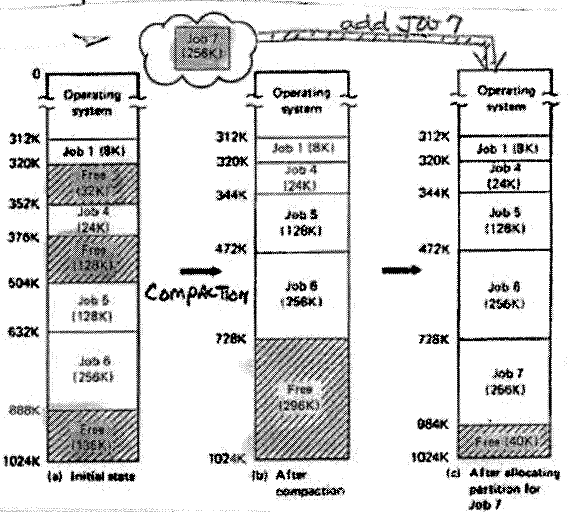 add JOB 7
Job 7
(256K)
0
Operating
system
312K
Job 1 (8K)
320K
Free
(32K)
352K
Job 4
(24K)
376K
Free
(128K)
504K
Job 5
(128K)
632K
Job 6
(256K)
888K
Free
(136K)
1024K
(a) Initial state
COMPACTION
Operating
system
312K
Job 1 (8K)
320K
Job 4
(24K)
344K
Job 5
(128K)
472K
Job 6
(256K)
728K
Free
(296K)
1024K
(b) After
compaction
Operating
system
312K
Job 1 (8K)
320K
Job 4
(24K)
344K
Job 5
(128K)
472K
Job 6
(256K)
728K
Job 7
(256K)
984K
Free (40K)
1024K
(c) After allocating
partition for
Job 7